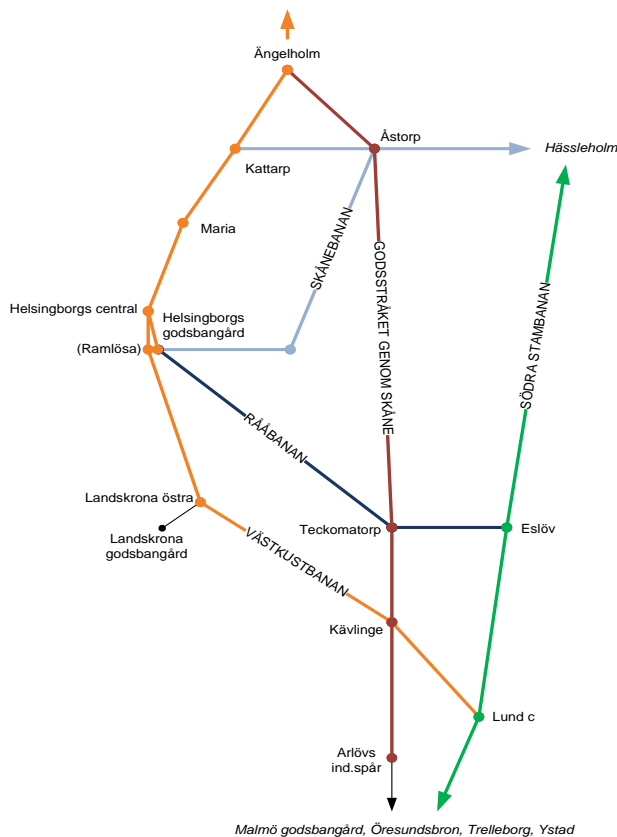 Ängelholm
Åstorp
Hässleholm
Kattarp
Maria
SKÅNEBANAN
GODSSTRÅKET GENOM SKÅNE
SÖDRA STAMBANAN
Helsingborgs central
Helsingborgs
godsbangård
(Ramlösa)
RÅÅBANAN
Landskrona östra
Landskrona
godsbangård
VÄSTKUSTBANAN
Teckomatorp
Eslöv
Kävlinge
Lund c
Arlövs
ind.spår
Malmö godsbangård, Öresundsbron, Trelleborg, Ystad